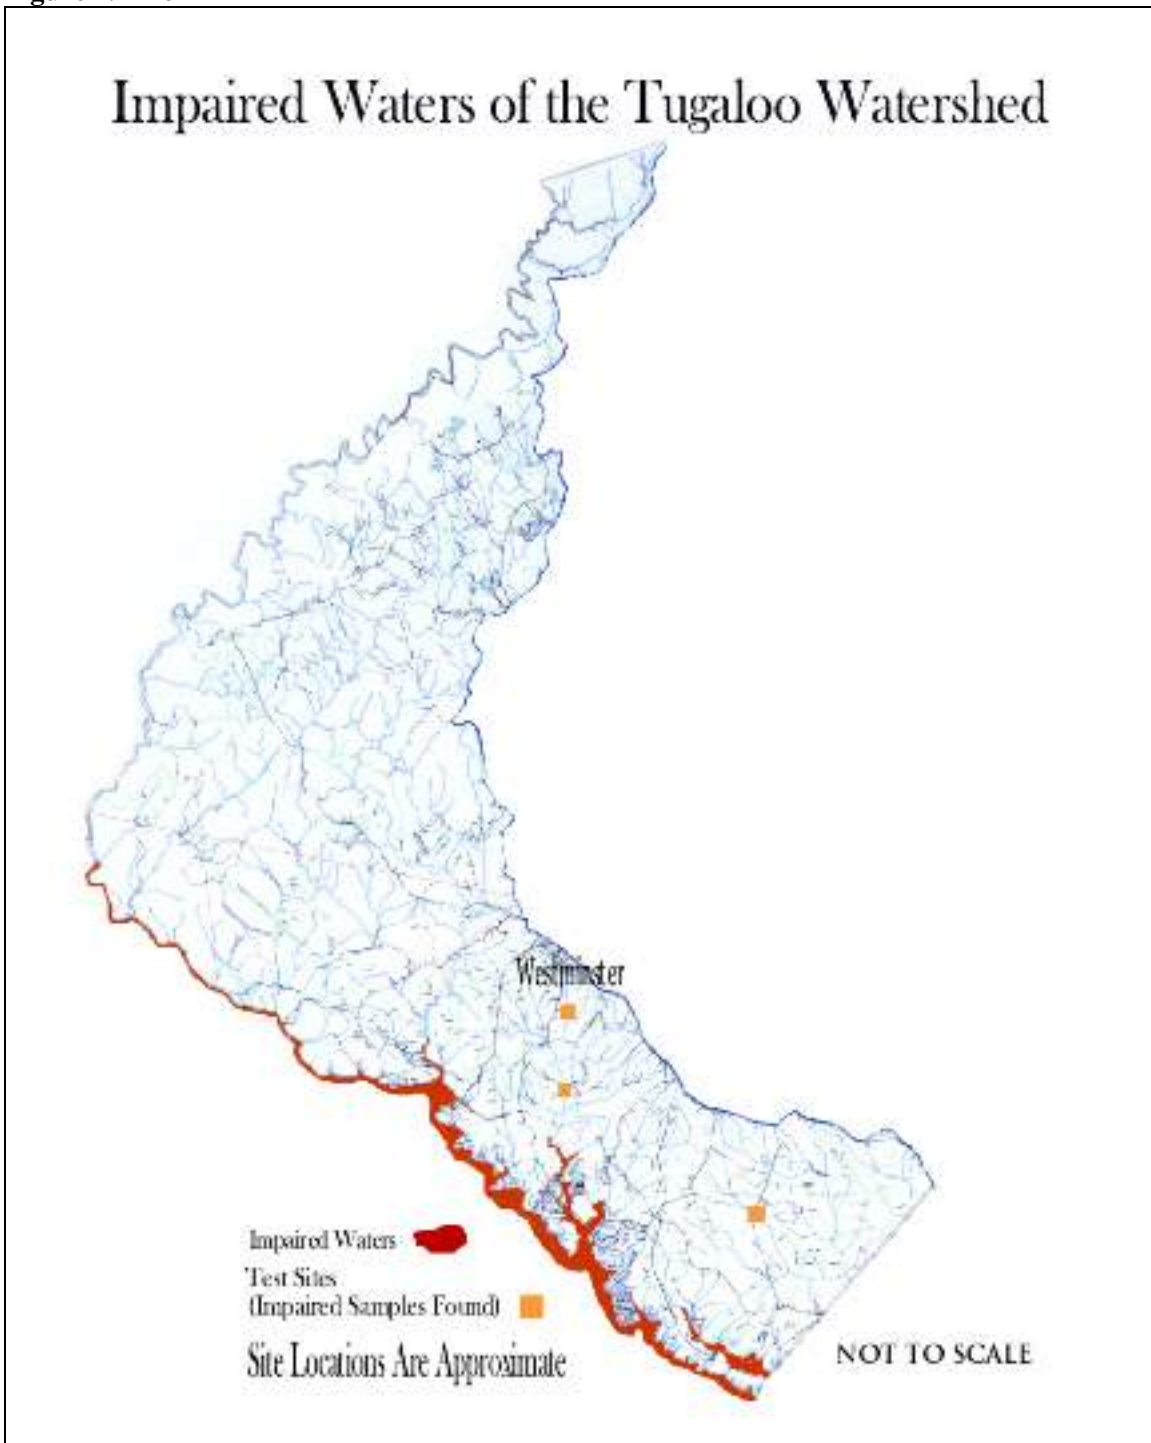 Impaired Waters of the Tugaloo Watershed
Westminster
Impaired Waters
Test Sites
(Impaired Samples Found)
Site Locations Are Approximate
NOT TO SCALE